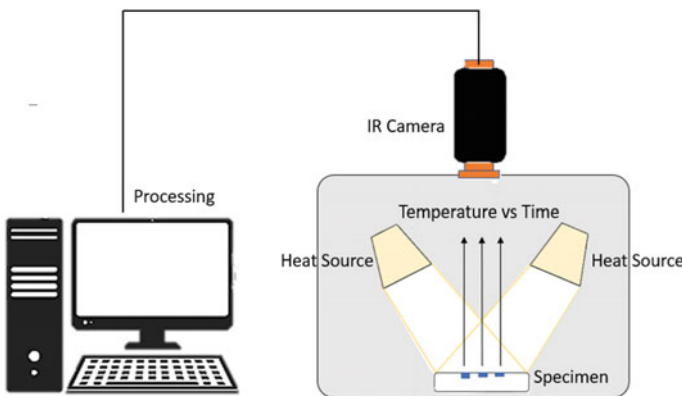 IR Camera
Processing
Temperature vs Time
Heat Source
Heat Source
Specimen